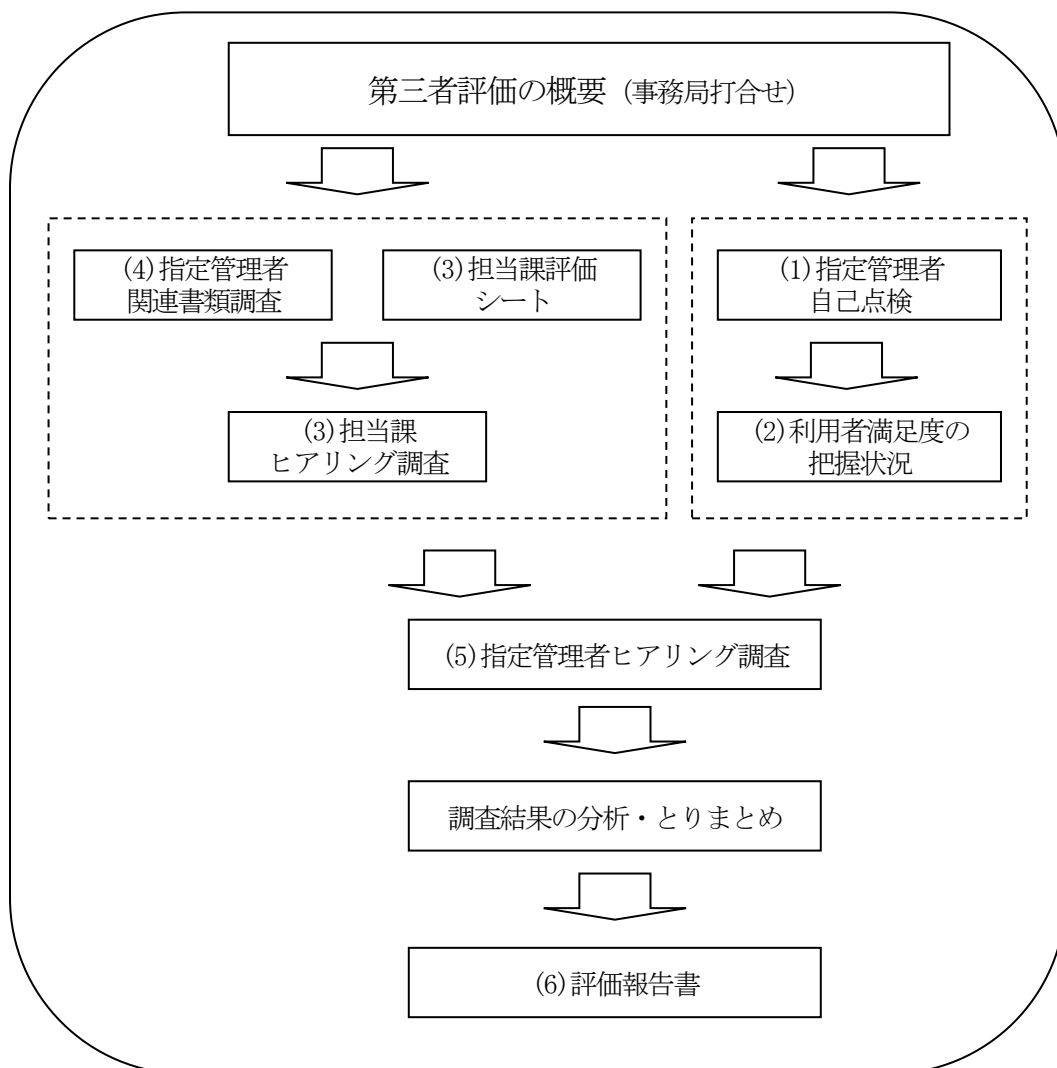 第三者評価の概要（事務局打合せ）
(4)指定管理者
関連書類調査
(3)担当課評価
シート
(1)指定管理者
自己点検
(3)担当課
ヒアリング調査
(2)利用者満足度の
把握状況
(5)指定管理者ヒアリング調査
調査結果の分析・とりまとめ
(6)評価報告書